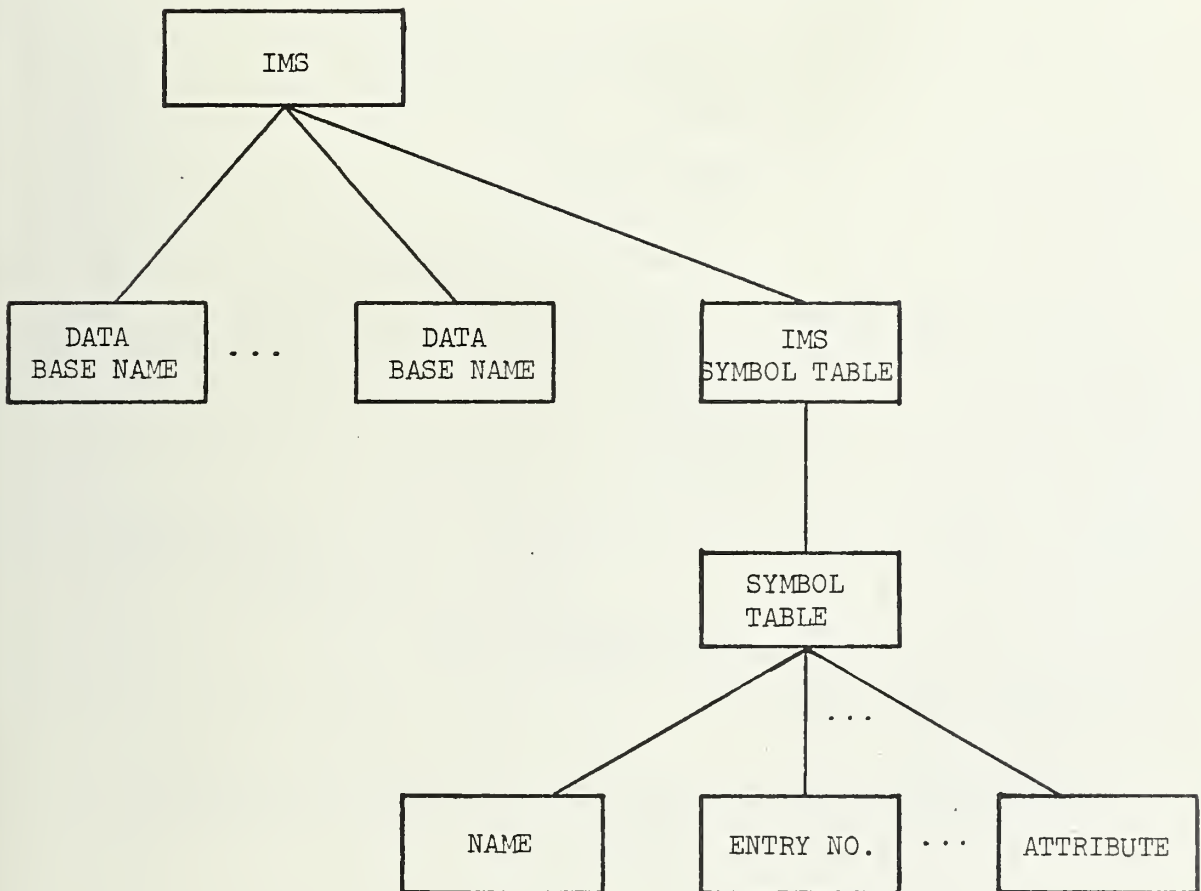 IMS
DATA
BASE NAME
...
DATA
BASE NAME
IMS
SYMBOL TABLE
SYMBOL
TABLE
...
NAME
ENTRY NO.
...
ATTRIBUTE